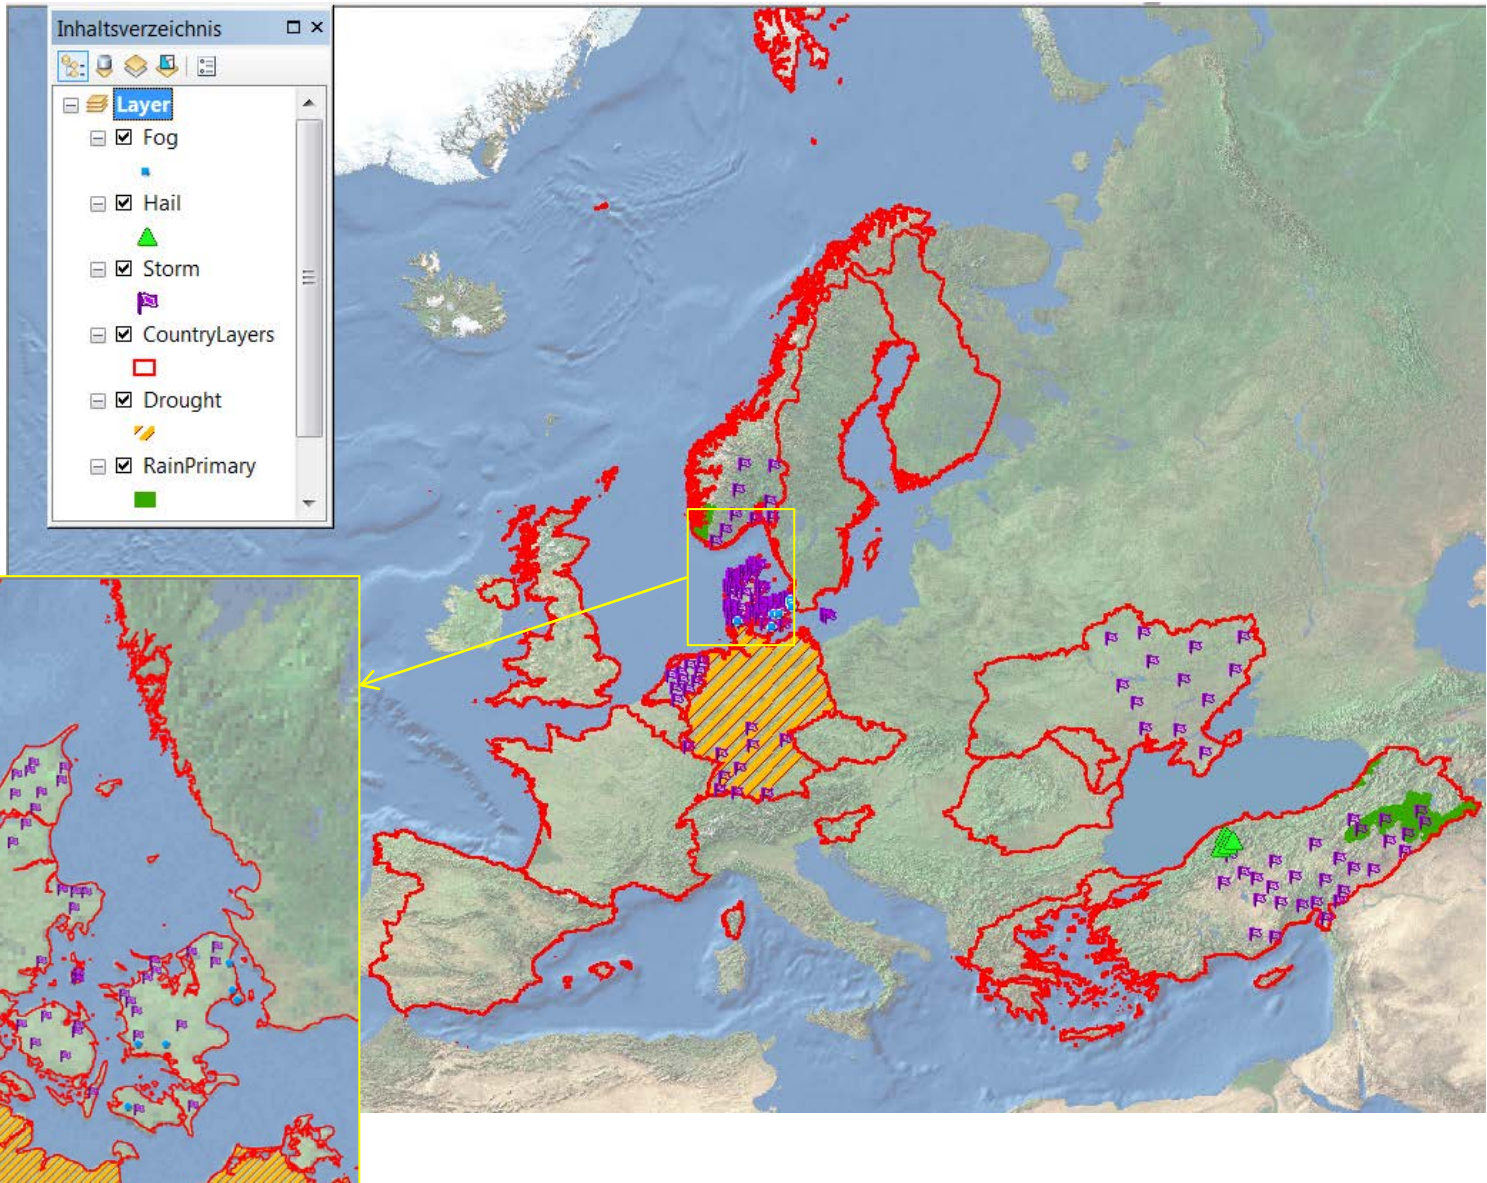 Inhaltsverzeichnis
Layer
Fog
Hail
Storm
CountryLayers
Drought
RainPrimary